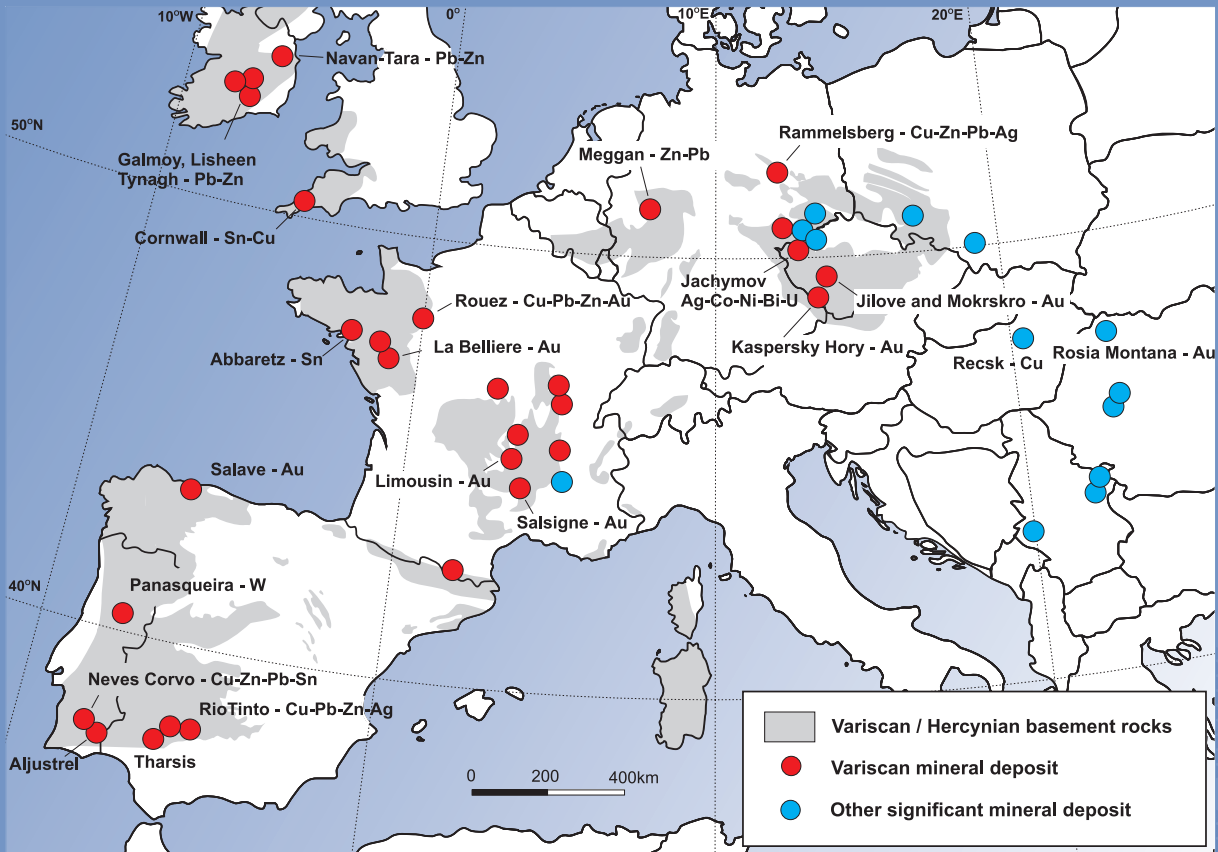 10°W
0°
10°E
20°E
Navan-Tara - Pb-Zn
50°N
Galmoy, Lisheen
Tynagh - Pb-Zn
Rammelsberg - Cu-Zn-Pb-Ag
Meggan - Zn-Pb
Cornwall - Sn-Cu
Jachymov
Ag-Co-Ni-Bi-U
Jilove and Mokrskro - Au
Rouez - Cu-Pb-Zn-Au
Abbaretz - Sn
La Belliere - Au
Kaspersky Hory - Au
Rosia Montana - Au
Recsk - Cu
Salave - Au
Limousin - Au
Salsigne - Au
40°N
Panasqueira - W
Neves Corvo - Cu-Zn-Pb-Sn
RioTinto - Cu-Pb-Zn-Ag
Aljustrel
Tharsis
0 200 400km
Variscan / Hercynian basement rocks
Variscan mineral deposit
Other significant mineral deposit